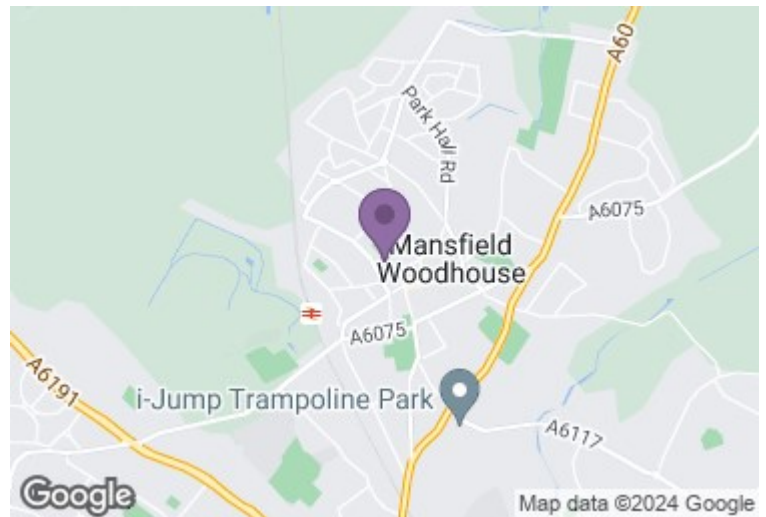 A60
Park Hall Rd
A6075
Mansfield
Woodhouse
A6075
A6191
i-Jump Trampoline Park
A6117
Google
Map data ©2024 Google